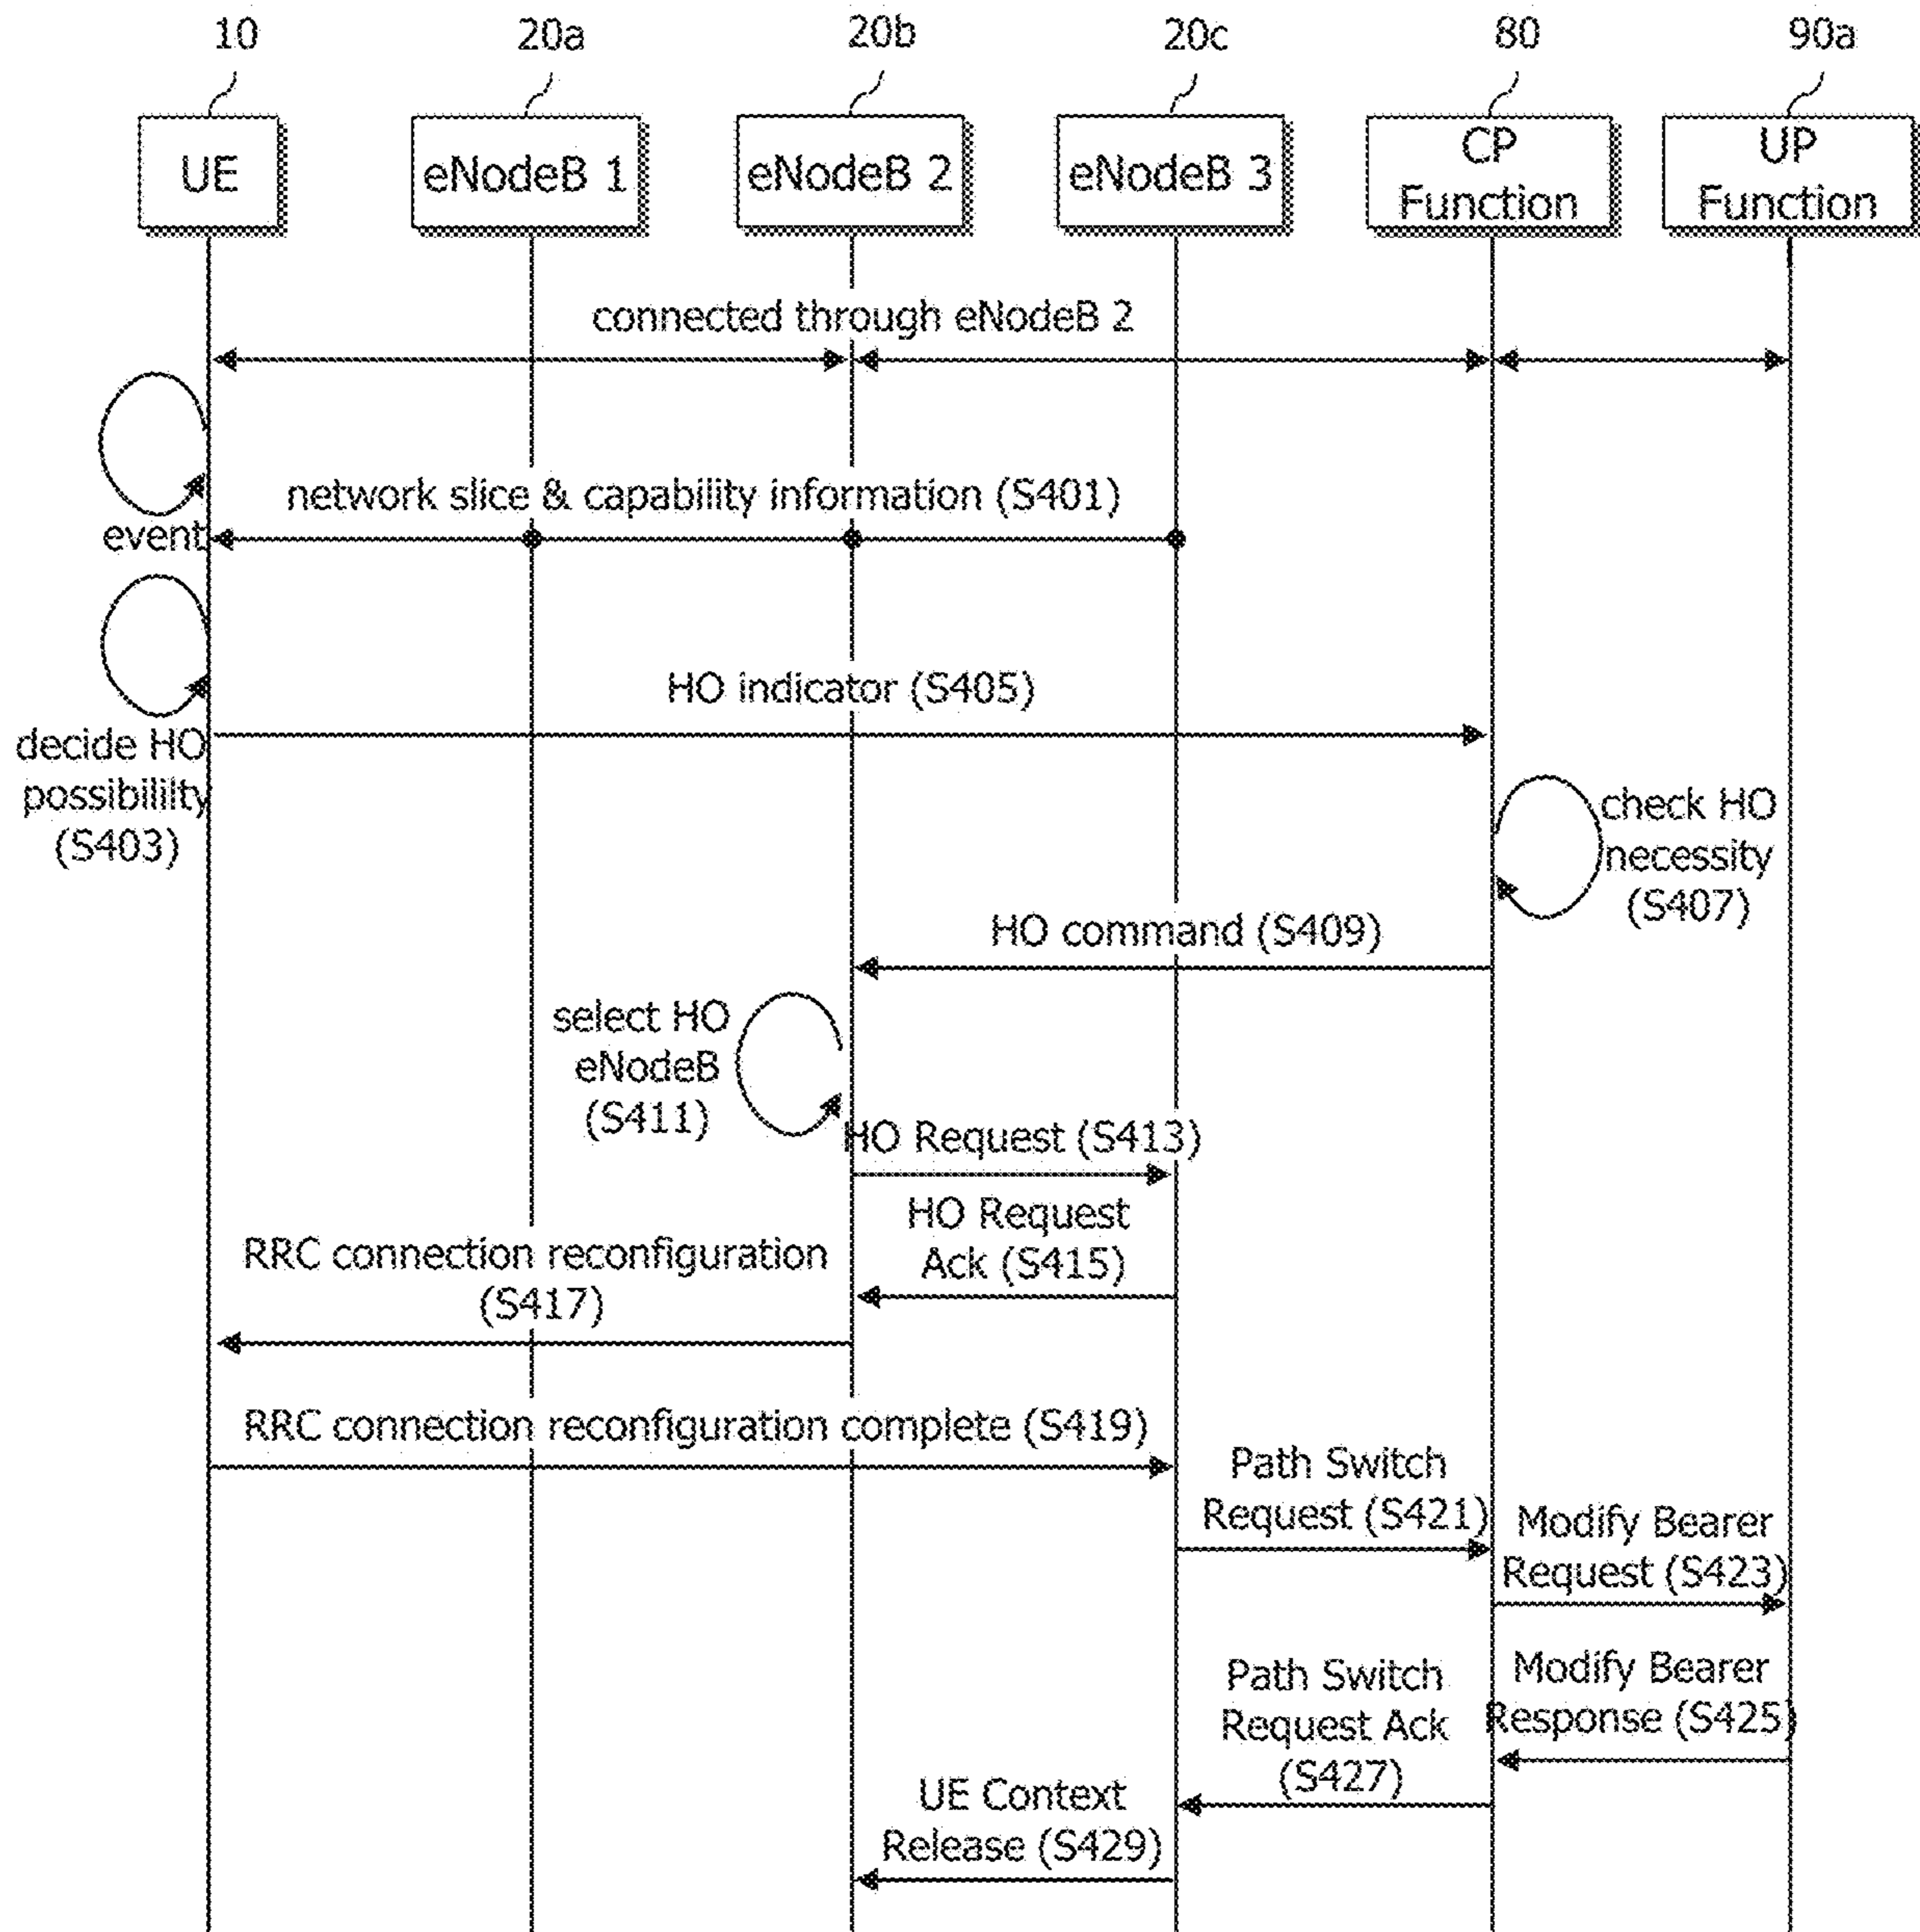 10
20a
20b
20c
80
90a
UE
eNodeB 1
eNodeB 2
eNodeB 3
CP
Function
UP
Function
connected through eNodeB 2
event
network slice & capability information (S401)
decide HO
possibililty
(S403)
HO indicator (S405)
check HO
necessity
(S407)
HO command (S409)
select HO
eNodeB
(S411)
HO Request (S413)
HO Request
Ack (S415)
RRC connection reconfiguration
(S417)
RRC connection reconfiguration complete (S419)
Path Switch
Request (S421)
Modify Bearer
Request (S423)
Modify Bearer
Response (S425)
Path Switch
Request Ack
(S427)
UE Context
Release (S429)